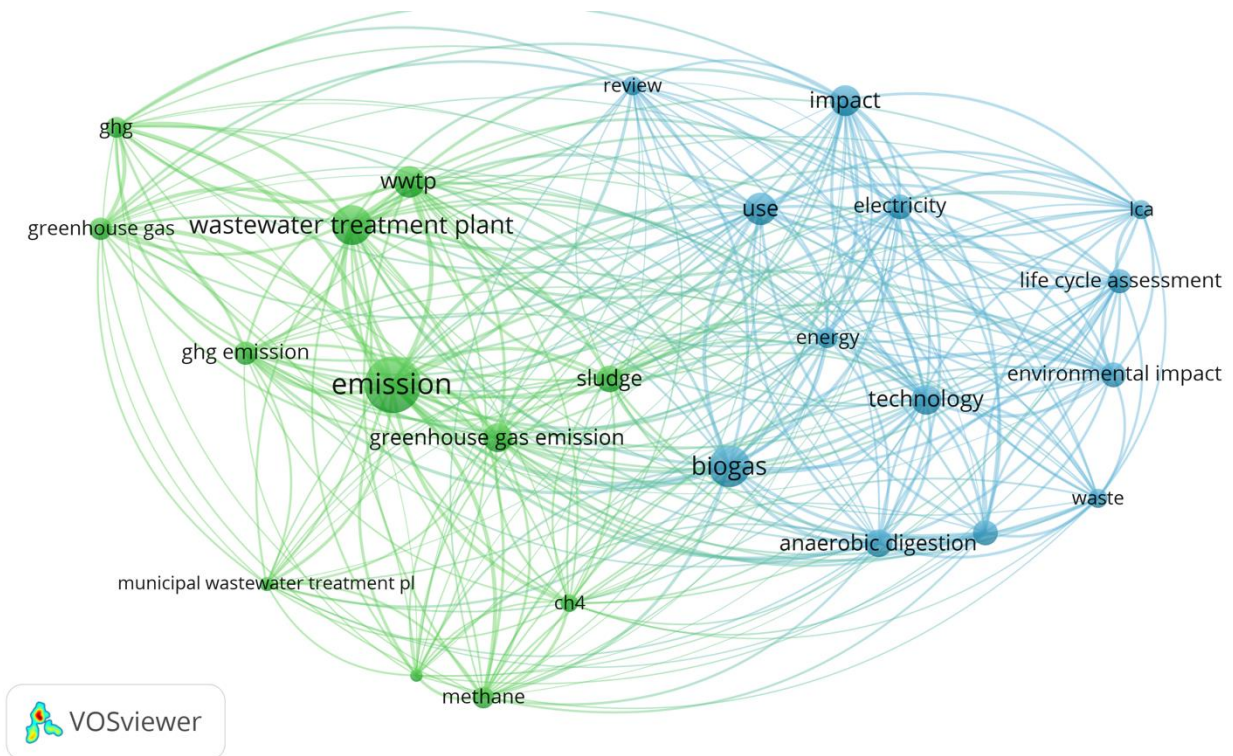 review
impact
ghg
wwtp
use
electricity
lca
wastewater treatment plant
greenhouse gas
life cycle assessment
energy
ghg emission
environmental impact
sludge
emission
technology
greenhouse gas emission
biogas
waste
anaerobic digestion
municipal wastewater treatment pl
ch4
methane
VOSviewer